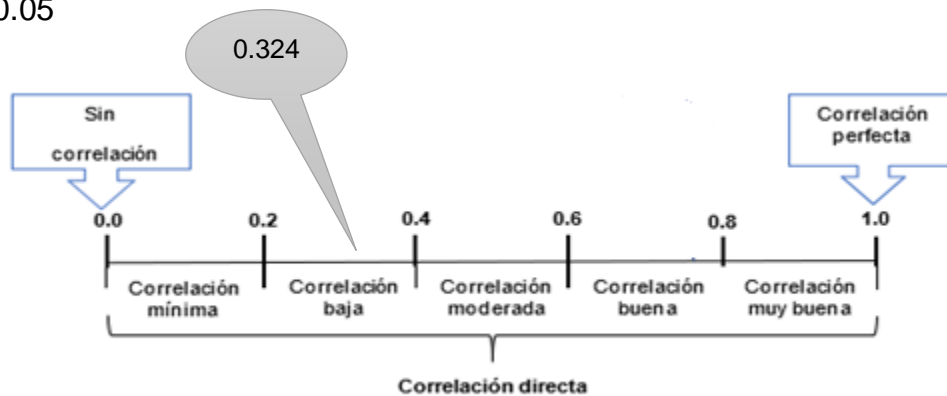 0.05
0.324
Sin
correlación
Correlación
perfecta
0.0 0.2 0.4 0.6 0.8 1.0
Correlación mínima
Correlación baja
Correlación moderada
Correlación buena
Correlación muy buena
Correlación directa